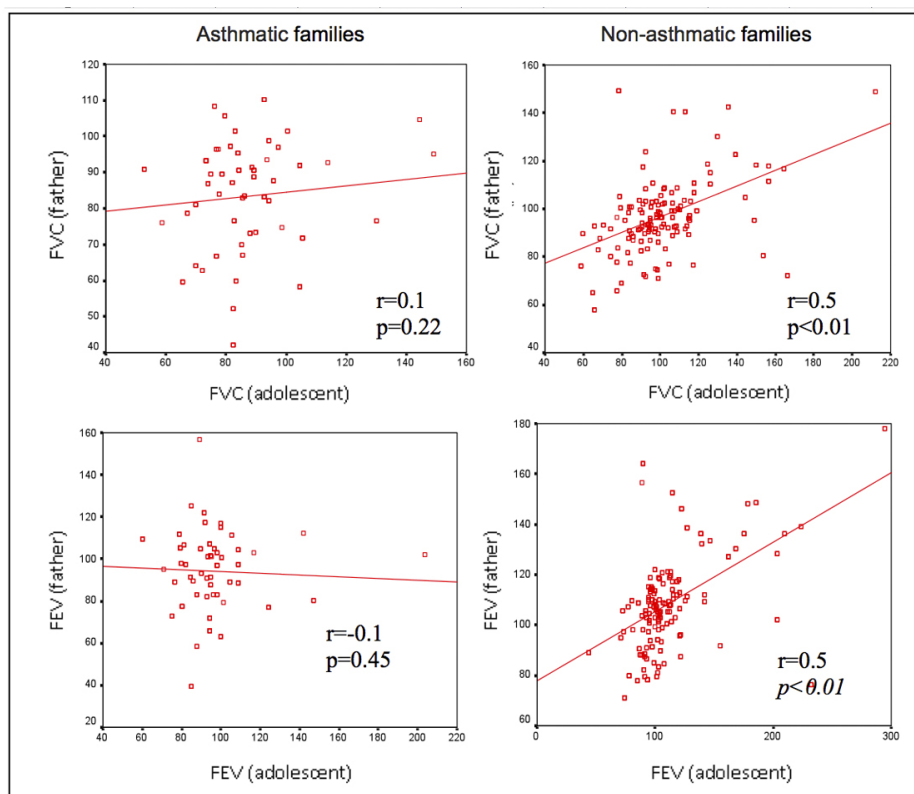 Asthmatic families
Non-asthmatic families
120
110
100
90
80
70
60
50
40
FVC (father)
r=0.1
p=0.22
40 60 80 100 120 140 160
FVC (adolescent)
160
140
120
100
80
60
40
FVC (father)
r=0.5
p<0.01
40 60 80 100 120 140 160 180 200 220
FVC (adolescent)
160
140
120
100
80
60
40
20
FEV (father)
r=-0.1
p=0.45
40 60 80 100 120 140 160 180 200 220
FEV (adolescent)
180
160
140
120
100
80
60
FEV (father)
r=0.5
p<0.01
0 100 200 300
FEV (adolescent)